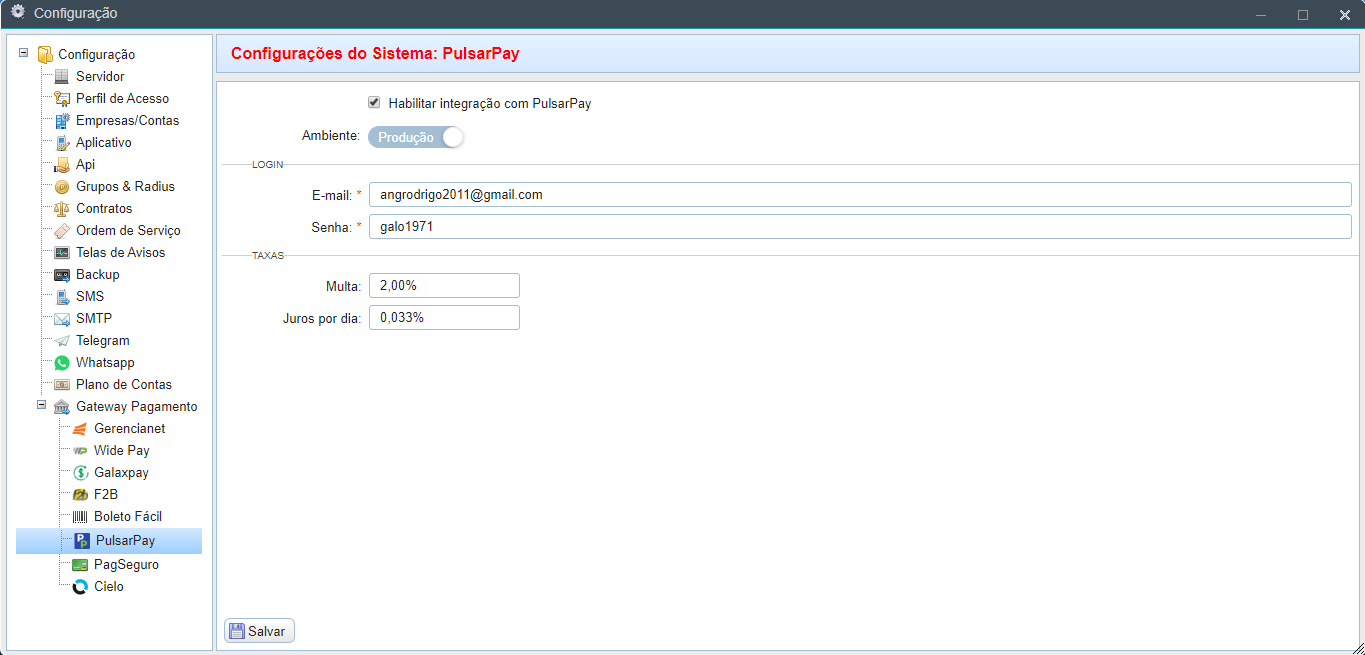 Configuração
Configuração
Servidor
Perfil de Acesso
Empresas/Contas
Aplicativo
Api
Grupos & Radius
Contratos
Ordem de Serviço
Telas de Avisos
Backup
SMS
SMTP
Telegram
Whatsapp
Plano de Contas
Gateway Pagamento
Gerencianet
Wide Pay
Galaxpay
F2B
Boleto Fácil
PulsarPay
PagSeguro
Cielo
Configurações do Sistema: PulsarPay
Habilitar integração com PulsarPay
Ambiente: Produção
LOGIN
E-mail: * angrodrigo2011@gmail.com
Senha: * galo1971
TAXAS
Multa: 2,00%
Juros por dia: 0,033%
Salvar